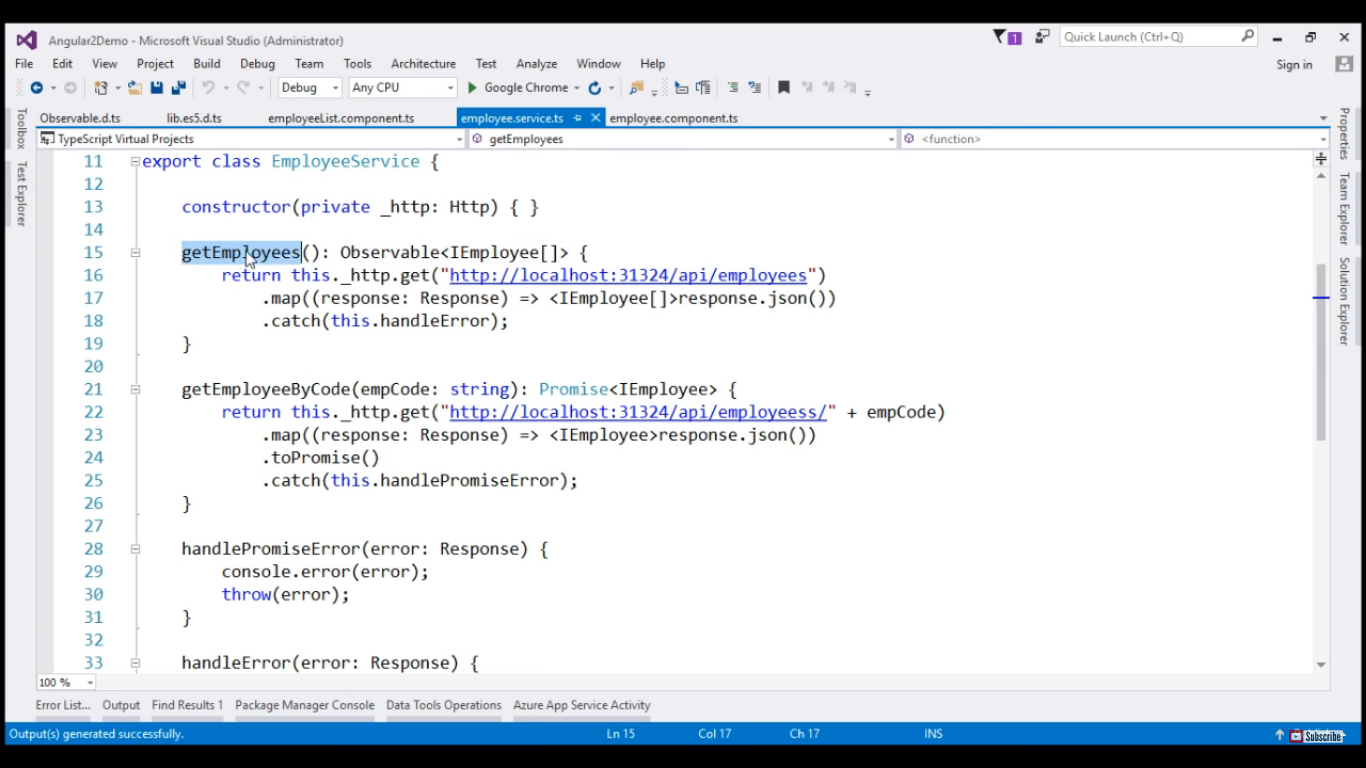 Angular2Demo - Microsoft Visual Studio (Administrator)
1
Quick Launch (Ctrl+Q)
File Edit View Project Build Debug Team Tools Architecture Test Analyze Window Help
Sign in
Debug Any CPU Google Chrome
Observable.d.ts lib.es5.d.ts employeeList.component.ts employee.service.ts employee.component.ts
TypeScript Virtual Projects getEmployees <function>
Toolbox
Test Explorer
Properties
Team Explorer
Solution Explorer
11 export class EmployeeService {
12
13 constructor(private _http: Http) { }
14
15 getEmployees(): Observable<IEmployee[]> {
16 return this._http.get("http://localhost:31324/api/employees")
17 .map((response: Response) => <IEmployee[]>response.json())
18 .catch(this.handleError);
19 }
20
21 getEmployeeByCode(empCode: string): Promise<IEmployee> {
22 return this._http.get("http://localhost:31324/api/employeess/" + empCode)
23 .map((response: Response) => <IEmployee>response.json())
24 .toPromise()
25 .catch(this.handlePromiseError);
26 }
27
28 handlePromiseError(error: Response) {
29 console.error(error);
30 throw(error);
31 }
32
33 handleError(error: Response) {
100 %
Error List... Output Find Results 1 Package Manager Console Data Tools Operations Azure App Service Activity
Output(s) generated successfully. Ln 15 Col 17 Ch 17 INS
Subscribe